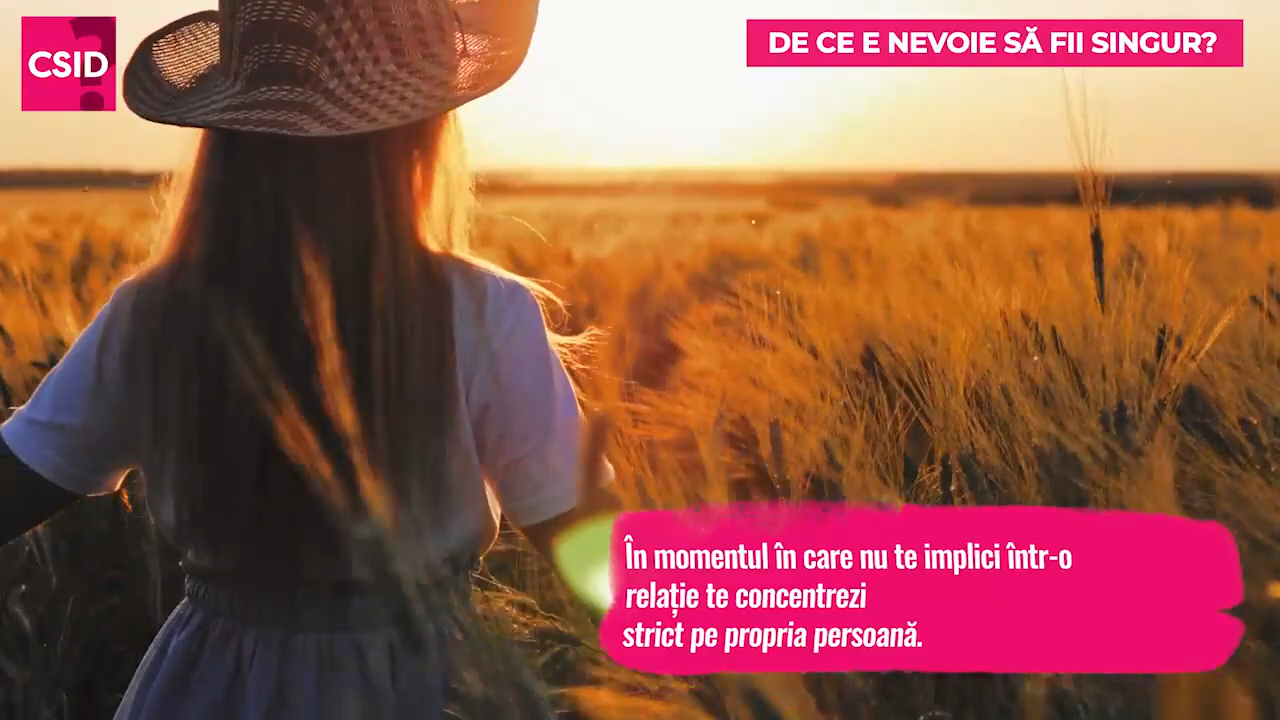 CSID
DE CE E NEVOIE SĂ FII SINGUR?
În momentul în care nu te implici într-o
relație te concentrezi
strict pe propria persoană.